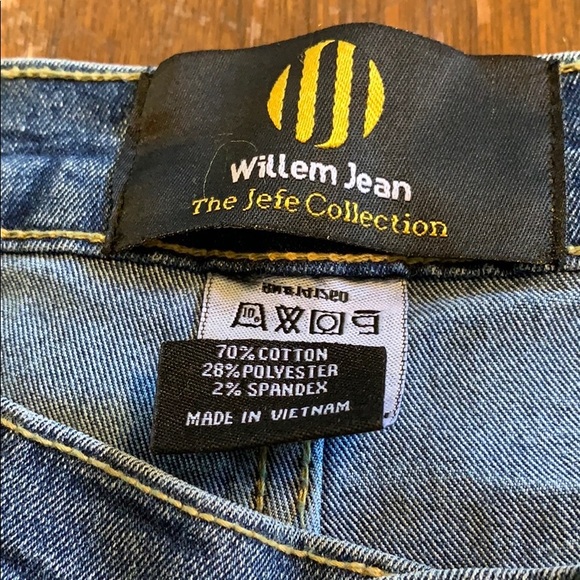 Willem Jean
The Jefe Collection
70% COTTON
28% POLYESTER
2% SPANDEX
MADE IN VIETNAM